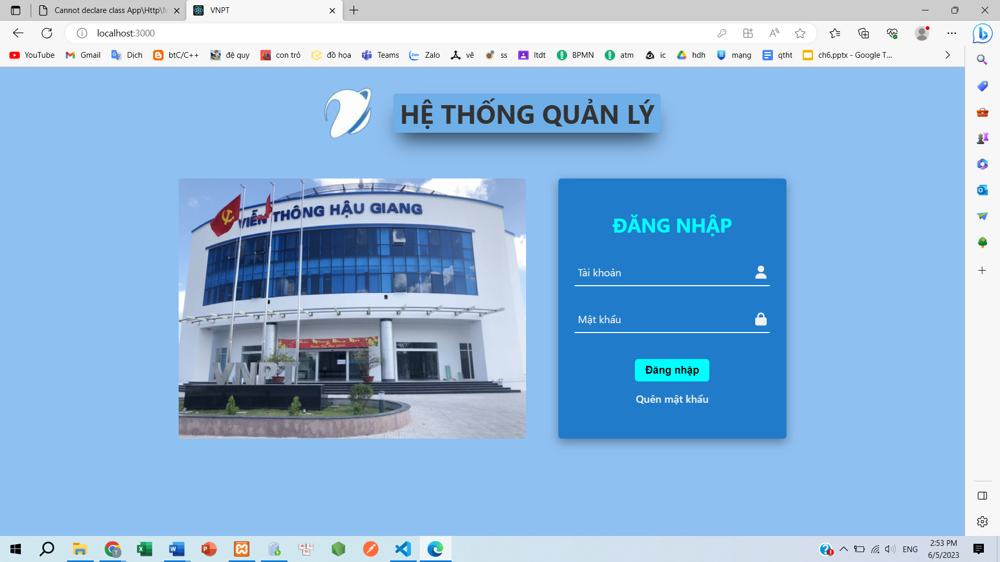 Cannot declare class App\Http\M
VNPT
localhost:3000
YouTube
Gmail
Dịch
btC/C++
đệ quy
con trỏ
đồ họa
Teams
Zalo
vẽ
ss
ltdt
BPMN
atm
ic
hdh
mạng
qtht
ch6.pptx - Google T...
HỆ THỐNG QUẢN LÝ
VIỄN THÔNG HẬU GIANG
VNPT
ĐĂNG NHẬP
Tài khoản
Mật khẩu
Đăng nhập
Quên mật khẩu
ENG
2:53 PM
6/5/2023